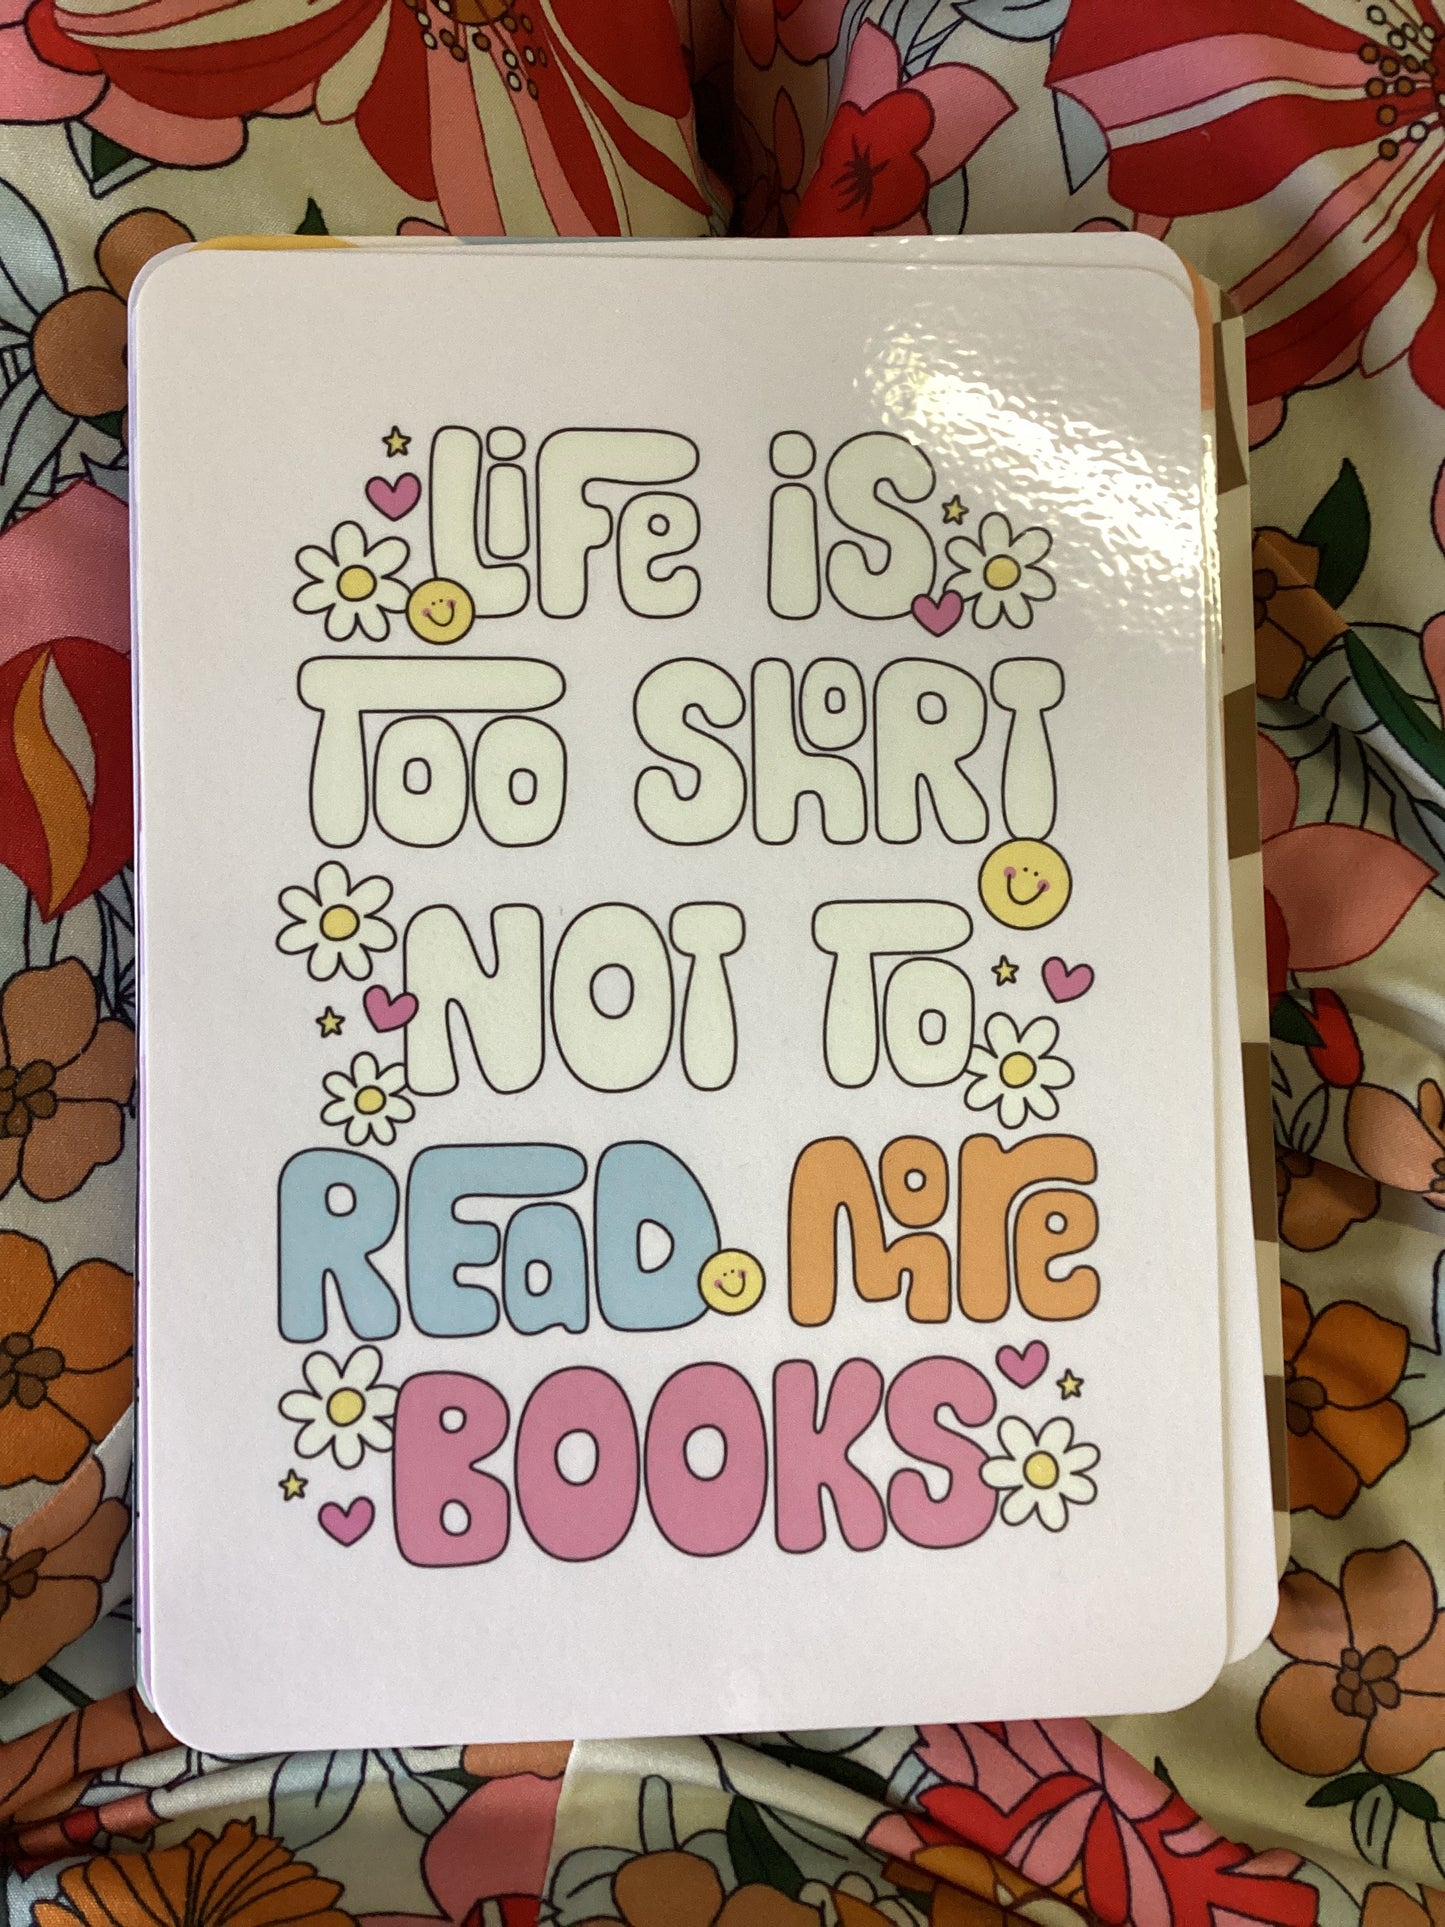 LiFe iS
Too ShoRT
NOT To
REaD MoRe
BOOKS